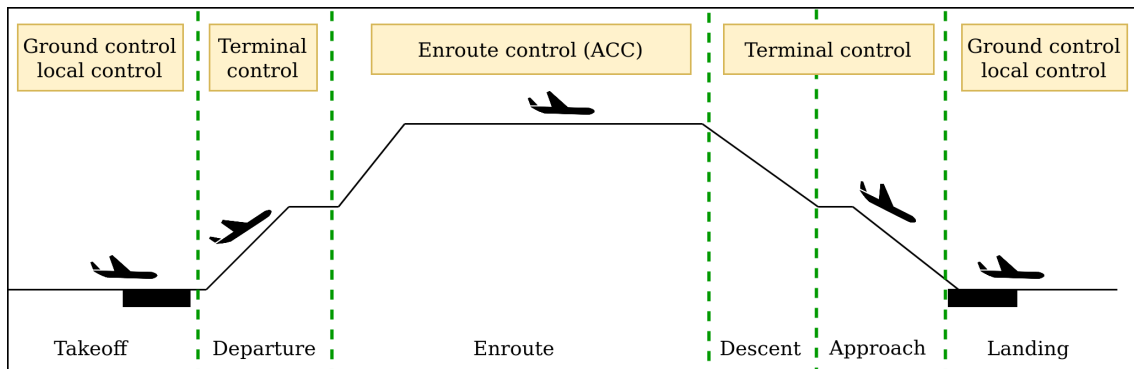 Ground control
local control
Terminal
control
Enroute control (ACC)
Terminal control
Ground control
local control
Takeoff
Departure
Enroute
Descent
Approach
Landing